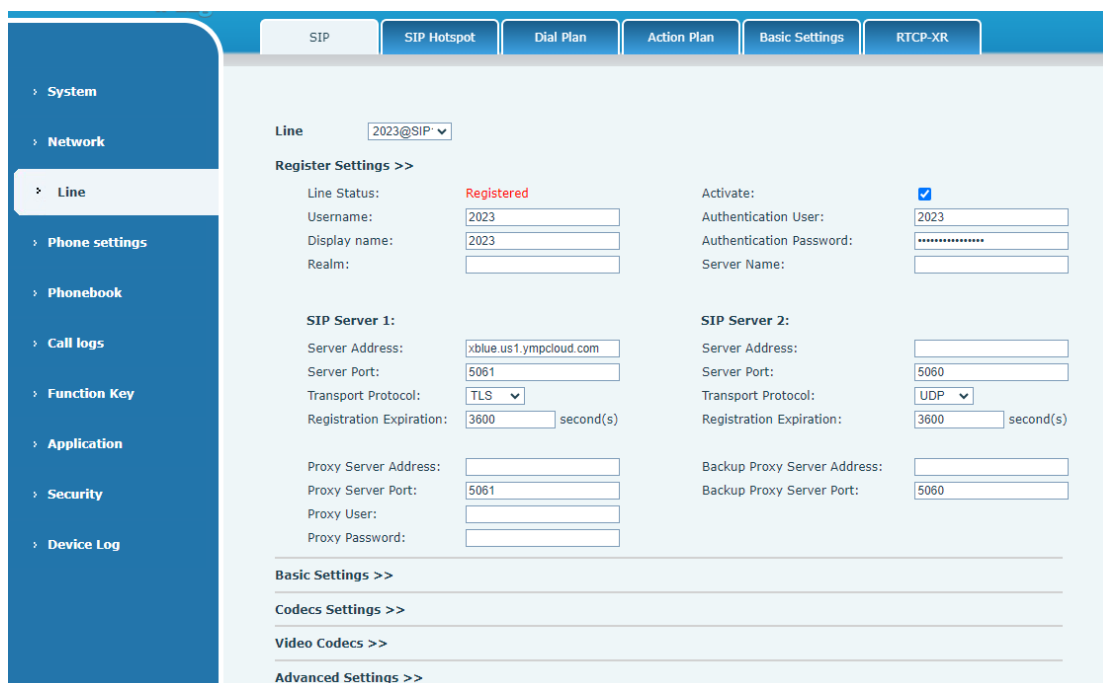 SIP
SIP Hotspot
Dial Plan
Action Plan
Basic Settings
RTCP-XR
› System
› Network
› Line
› Phone settings
› Phonebook
› Call logs
› Function Key
› Application
› Security
› Device Log
Line 2023@SIP
Register Settings >>
Line Status: Registered Activate:
Username: 2023 Authentication User: 2023
Display name: 2023 Authentication Password: ••••••••••••••••
Realm: Server Name:
SIP Server 1: SIP Server 2:
Server Address: xblue.us1.ympcloud.com Server Address:
Server Port: 5061 Server Port: 5060
Transport Protocol: TLS Transport Protocol: UDP
Registration Expiration: 3600 second(s) Registration Expiration: 3600 second(s)
Proxy Server Address: Backup Proxy Server Address:
Proxy Server Port: 5061 Backup Proxy Server Port: 5060
Proxy User:
Proxy Password:
Basic Settings >>
Codecs Settings >>
Video Codecs >>
Advanced Settings >>